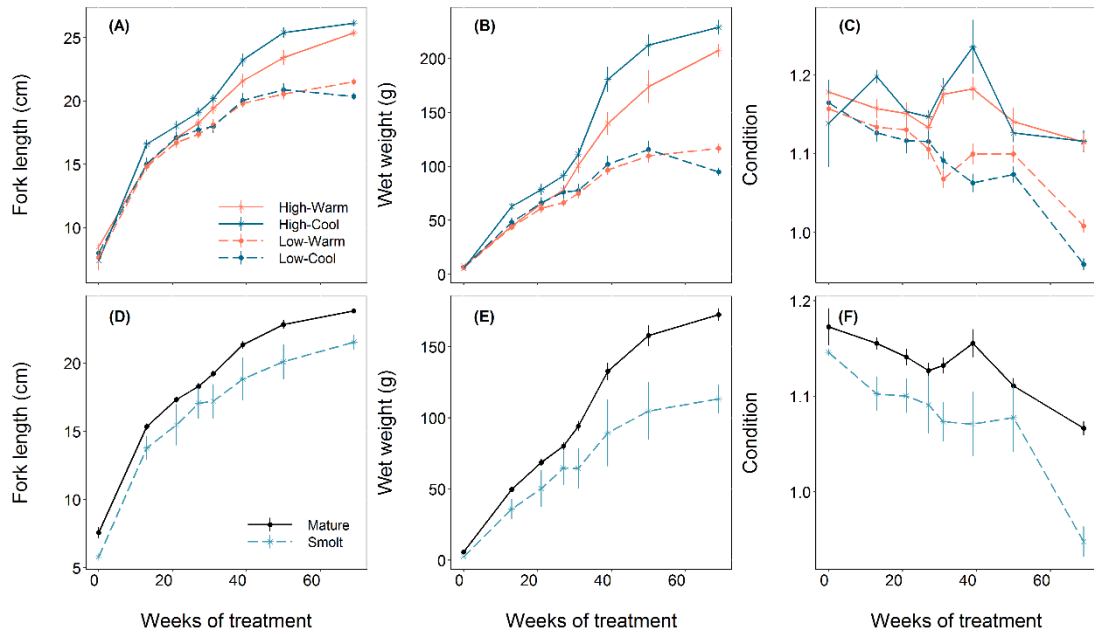 (A)
Fork length (cm)
25
20
15
10
High-Warm
High-Cool
Low-Warm
Low-Cool
(B)
Wet weight (g)
200
150
100
50
0
(C)
Condition
1.2
1.1
1.0
(D)
Fork length (cm)
20
15
10
5
Mature
Smolt
0 20 40 60
Weeks of treatment
(E)
Wet weight (g)
150
100
50
0
0 20 40 60
Weeks of treatment
(F)
Condition
1.2
1.1
1.0
0 20 40 60
Weeks of treatment